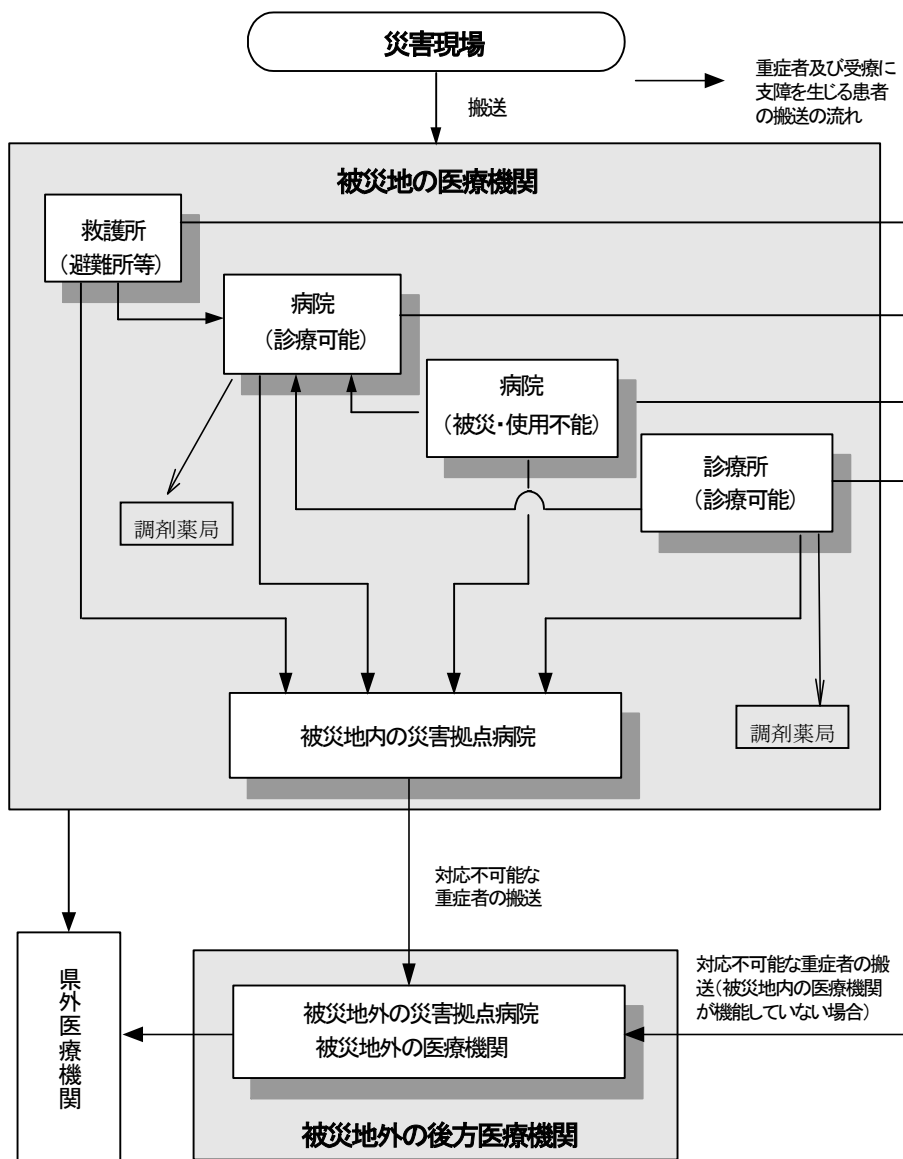 災害現場
搬送
重症者及び受療に
支障を生じる患者
の搬送の流れ
被災地の医療機関
救護所
（避難所等）
病院
（診療可能）
病院
（被災・使用不能）
診療所
（診療可能）
調剤薬局
被災地内の災害拠点病院
調剤薬局
対応不可能な
重症者の搬送
県外医療機関
被災地外の災害拠点病院
被災地外の医療機関
対応不可能な重症者の搬
送（被災地内の医療機関
が機能していない場合）
被災地外の後方医療機関